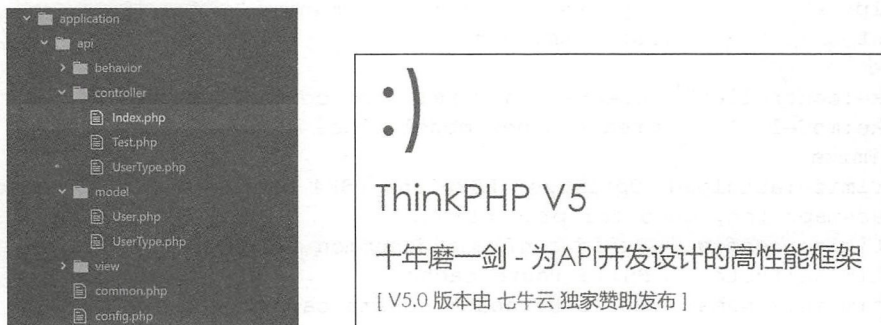 application
api
behavior
controller
Index.php
Test.php
UserType.php
model
User.php
UserType.php
view
common.php
config.php
:)
ThinkPHP V5
十年磨一剑 - 为API开发设计的高性能框架
[ V5.0 版本由 七牛云 独家赞助发布 ]